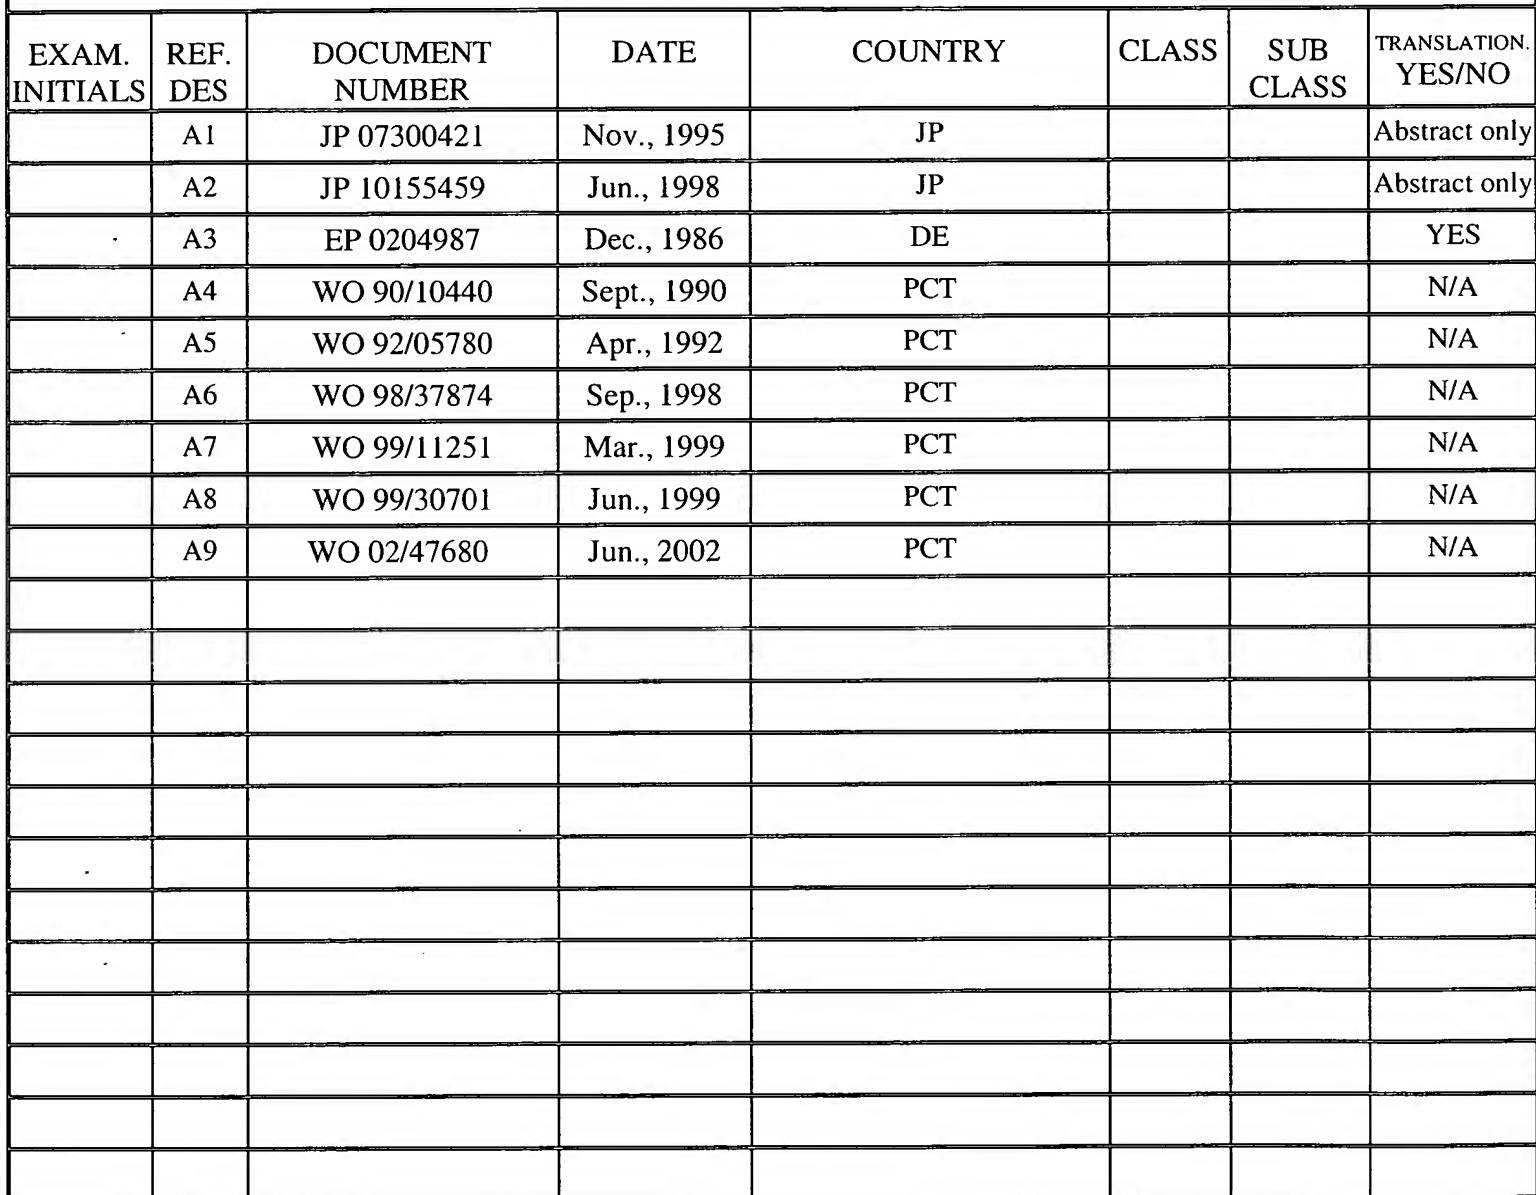 EXAM. INITIALS REF. DES DOCUMENT NUMBER DATE COUNTRY CLASS SUB CLASS TRANSLATION. YES/NO
A1 JP 07300421 Nov., 1995 JP Abstract only
A2 JP 10155459 Jun., 1998 JP Abstract only
A3 EP 0204987 Dec., 1986 DE YES
A4 WO 90/10440 Sept., 1990 PCT N/A
A5 WO 92/05780 Apr., 1992 PCT N/A
A6 WO 98/37874 Sep., 1998 PCT N/A
A7 WO 99/11251 Mar., 1999 PCT N/A
A8 WO 99/30701 Jun., 1999 PCT N/A
A9 WO 02/47680 Jun., 2002 PCT N/A